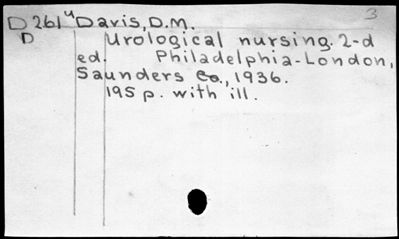 D261 u Davis, D.M. 3
D Urological nursing. 2-d
ed. Philadelphia-London,
Saunders Co., 1936.
195 p. with ill.